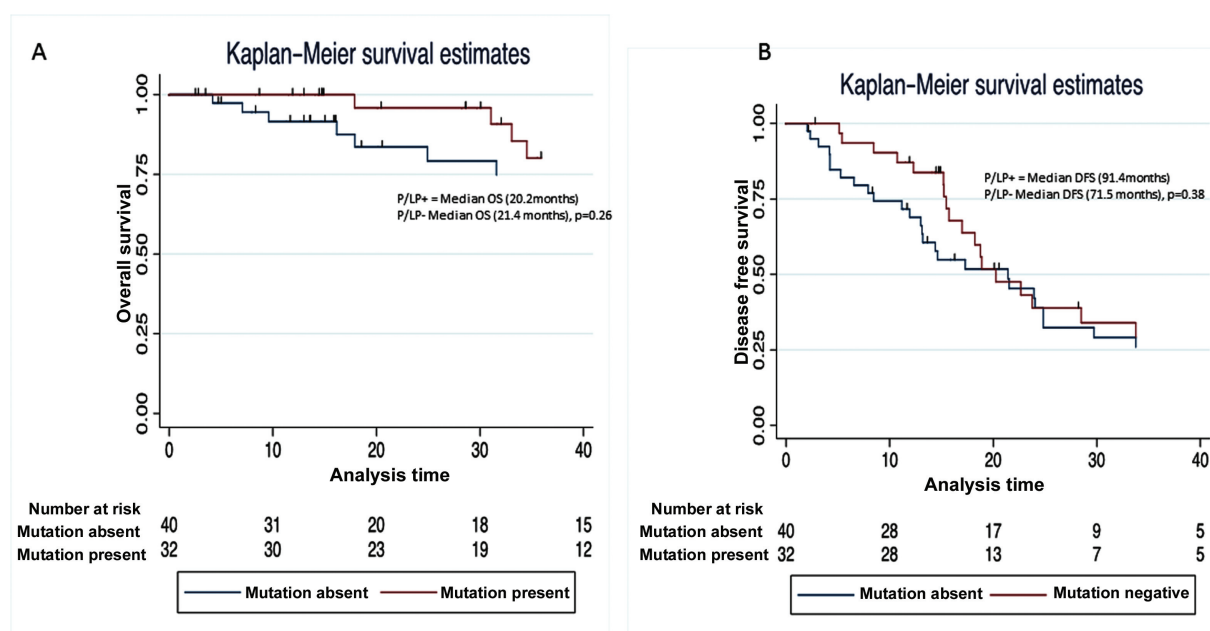 A
Kaplan–Meier survival estimates
1.00
0.75
0.50
0.25
0.00
Overall survival
P/LP+ = Median OS (20.2months)
P/LP- Median OS (21.4 months), p=0.26
0 10 20 30 40
Analysis time
Number at risk
Mutation absent 40 31 20 18 15
Mutation present 32 30 23 19 12
Mutation absent Mutation present
B
Kaplan–Meier survival estimates
1.00
0.75
0.50
0.25
0.00
Disease free survival
P/LP+ = Median DFS (91.4months)
P/LP- Median DFS (71.5 months), p=0.38
0 10 20 30 40
Analysis time
Number at risk
Mutation absent 40 28 17 9 5
Mutation present 32 28 13 7 5
Mutation absent Mutation negative